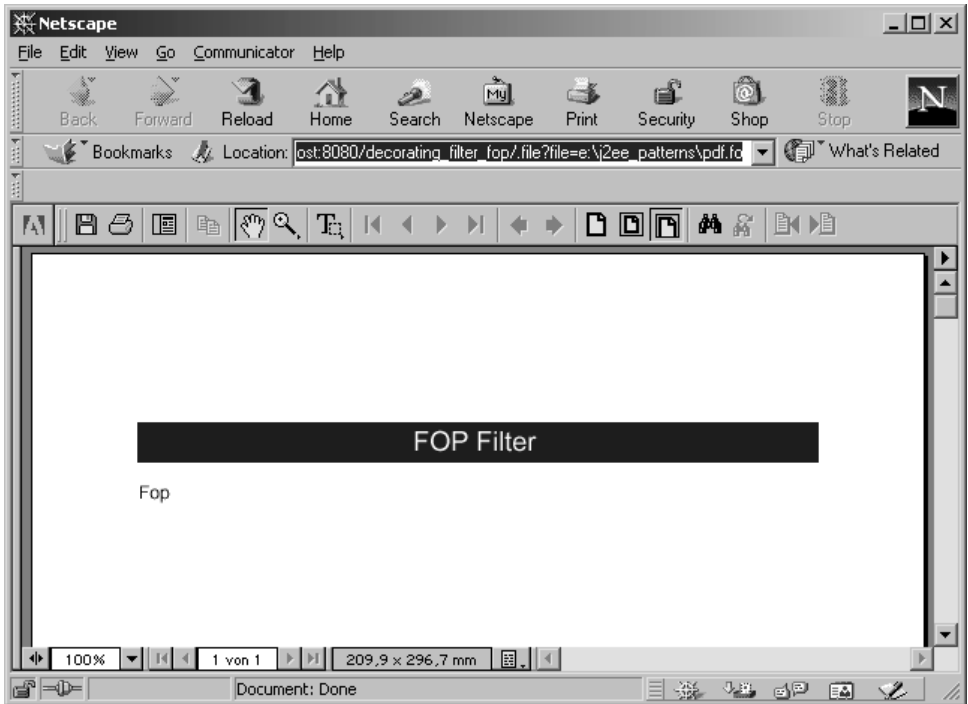 Netscape
File Edit View Go Communicator Help
My
Back Forward Reload Home Search Netscape Print Security Shop Stop
N
Bookmarks Location: ost:8080/decorating_filter_fop/.file?file=e:\j2ee_patterns\pdf.fo What's Related
FOP Filter
Fop
100% 1 von 1 209,9 x 296,7 mm
Document: Done